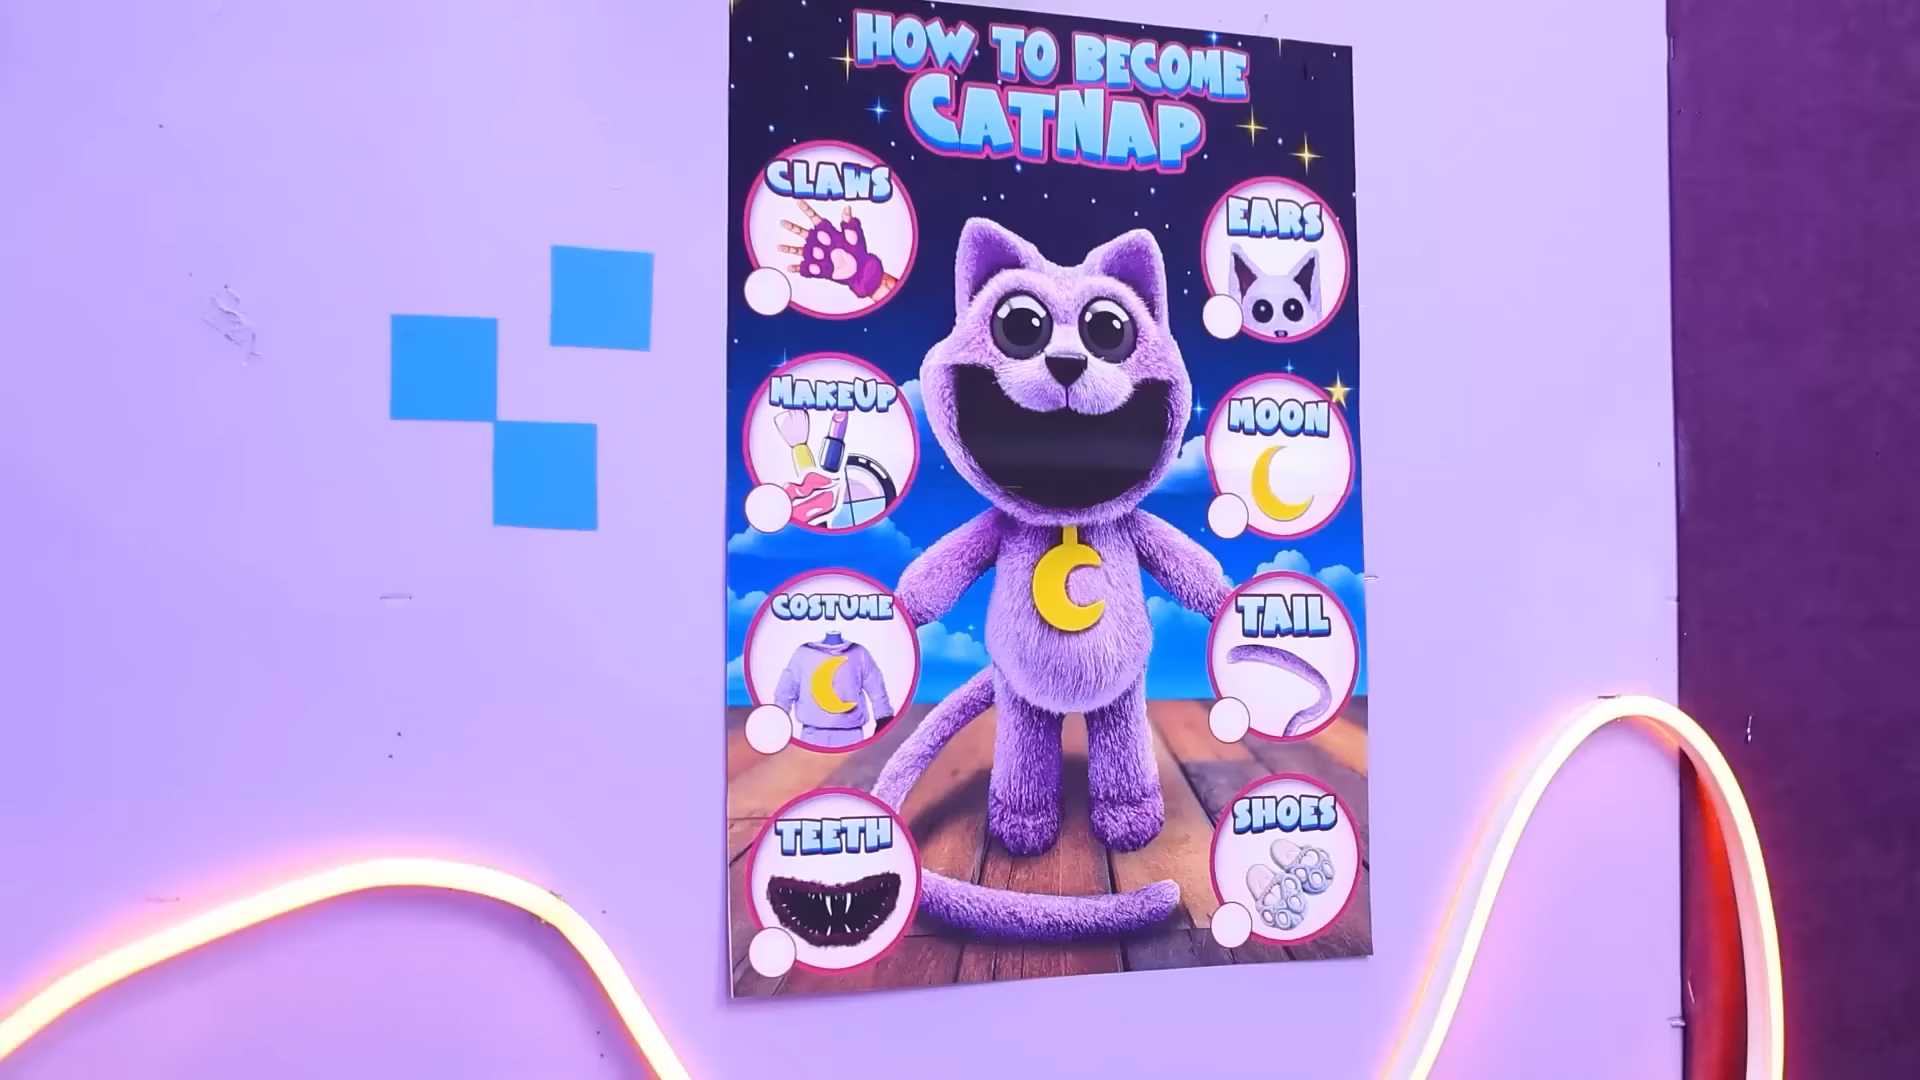 HOW TO BECOME
CATNAP
CLAWS
EARS
MAKEUP
MOON
COSTUME
TAIL
TEETH
SHOES